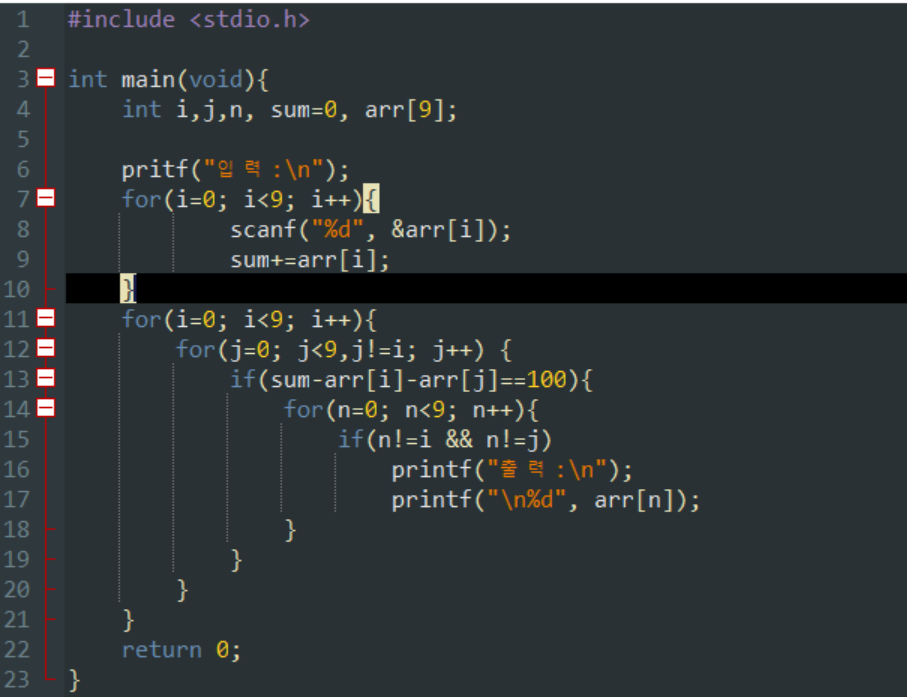 1 #include <stdio.h>
2
3 int main(void){
4 int i,j,n, sum=0, arr[9];
5
6 pritf("입력:\n");
7 for(i=0; i<9; i++){
8 scanf("%d", &arr[i]);
9 sum+=arr[i];
10 }
11 for(i=0; i<9; i++){
12 for(j=0; j<9,j!=i; j++) {
13 if(sum-arr[i]-arr[j]==100){
14 for(n=0; n<9; n++){
15 if(n!=i && n!=j)
16 printf("출력:\n");
17 printf("\n%d", arr[n]);
18 }
19 }
20 }
21 }
22 return 0;
23 }